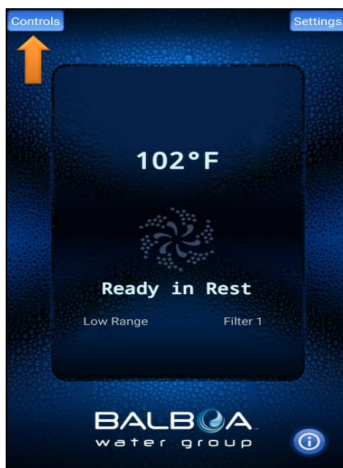 Controls Settings
102°F
Ready in Rest
Low Range Filter 1
BALBOA
water group
i